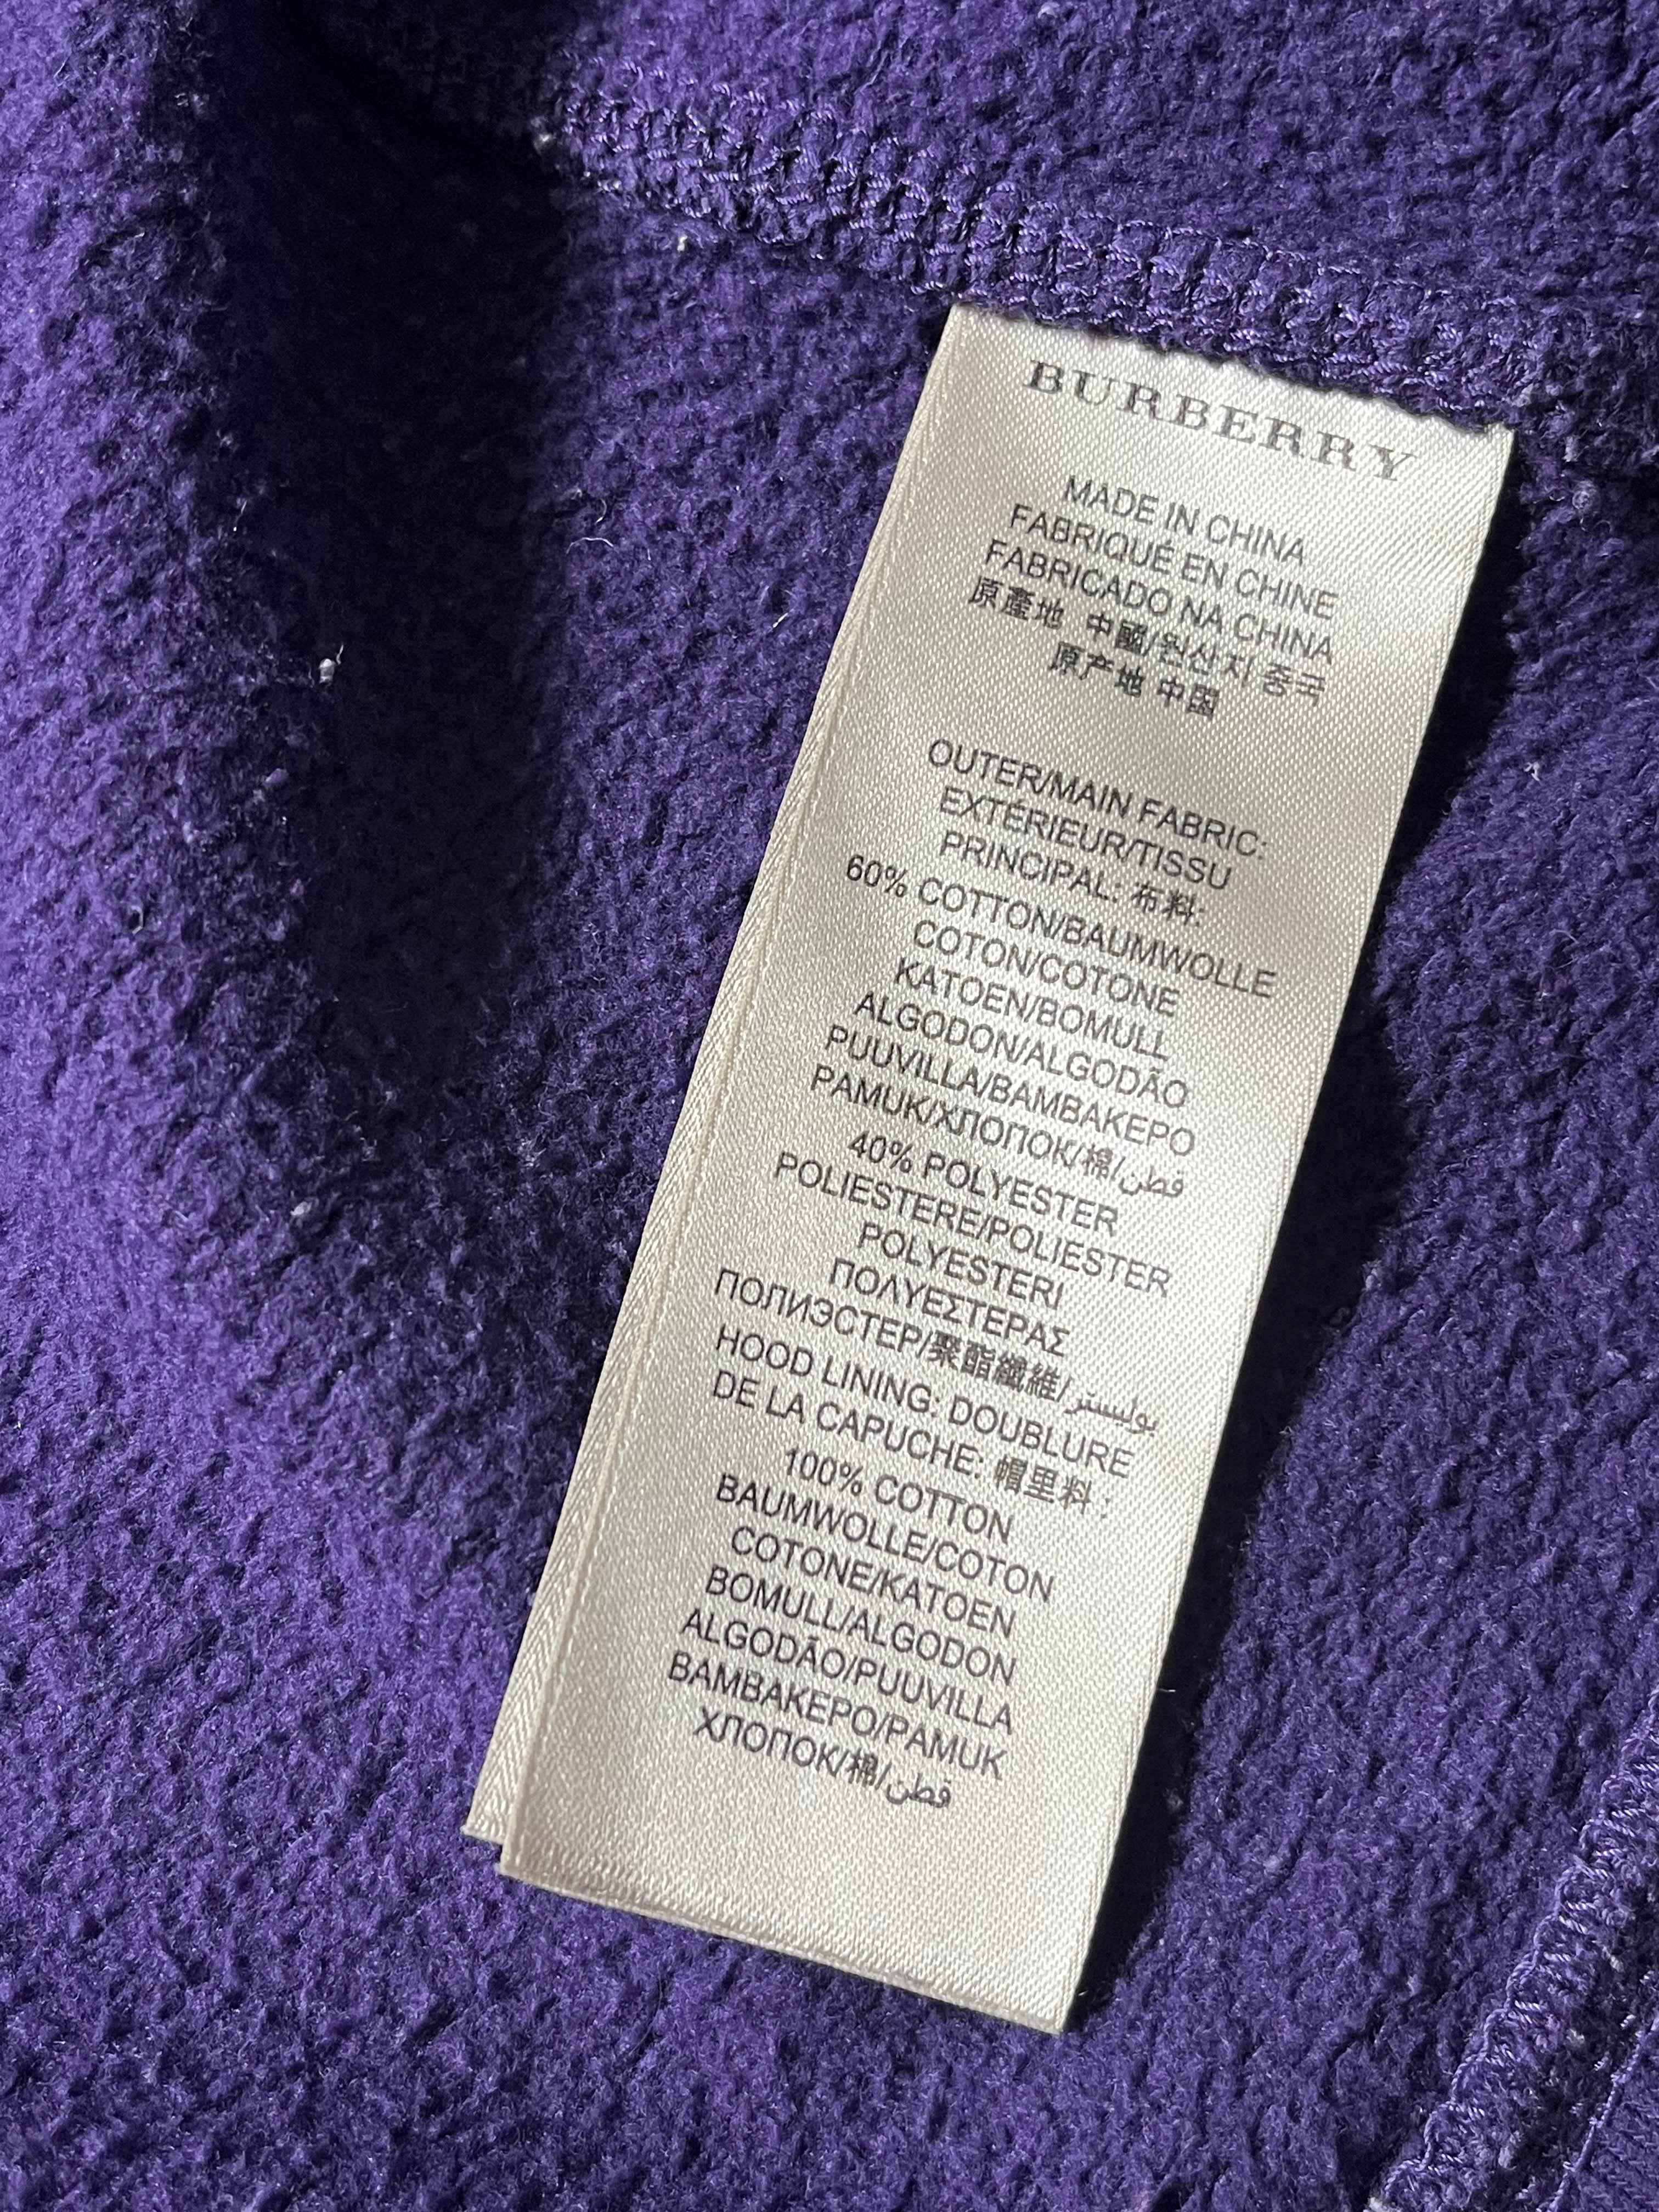 BURBERRY
MADE IN CHINA
FABRIQUÉ EN CHINE
FABRICADO NA CHINA
原產地 中國/원산지 중국
原产地 中国
OUTER/MAIN FABRIC:
EXTÉRIEUR/TISSU
PRINCIPAL: 布料:
60% COTTON/BAUMWOLLE
COTON/COTONE
KATOEN/BOMULL
ALGODON/ALGODÃO
PUUVILLA/ΒΑΜΒΑΚΕΡΟ
PAMUK/ХЛОПОК/棉/قطن
40% POLYESTER
POLIESTERE/POLIESTER
POLYESTERI
ΠΟΛΥΕΣΤΕΡΑΣ
ПОЛИЭСТЕР/聚酯纖維/بوليستر
HOOD LINING: DOUBLURE
DE LA CAPUCHE: 帽里料 :
100% COTTON
BAUMWOLLE/COTON
COTONE/KATOEN
BOMULL/ALGODON
ALGODÃO/PUUVILLA
ΒΑΜΒΑΚΕΡΟ/PAMUK
ХЛОПОК/棉/قطن